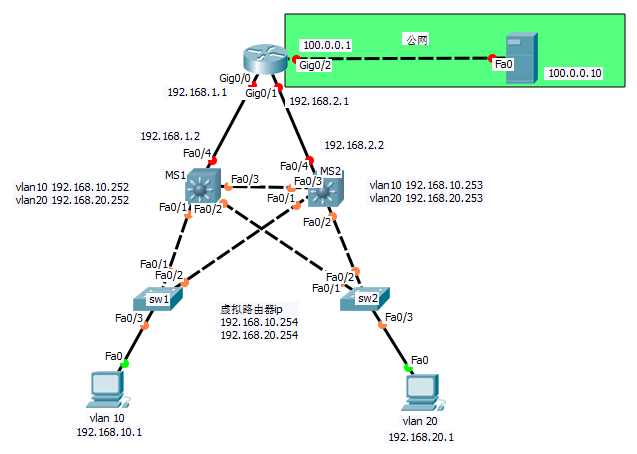 公网
100.0.0.1
Gig0/2
Fa0
100.0.0.10
Gig0/0
Gig0/1
192.168.1.1
192.168.2.1
192.168.1.2
192.168.2.2
Fa0/4
Fa0/4
MS1
MS2
Fa0/3
Fa0/3
vlan10 192.168.10.252
vlan20 192.168.20.252
vlan10 192.168.10.253
vlan20 192.168.20.253
Fa0/1
Fa0/2
Fa0/1
Fa0/2
Fa0/1
Fa0/2
Fa0/2
Fa0/1
sw1
sw2
虚拟路由器ip
192.168.10.254
192.168.20.254
Fa0/3
Fa0/3
Fa0
Fa0
vlan 10
192.168.10.1
vlan 20
192.168.20.1